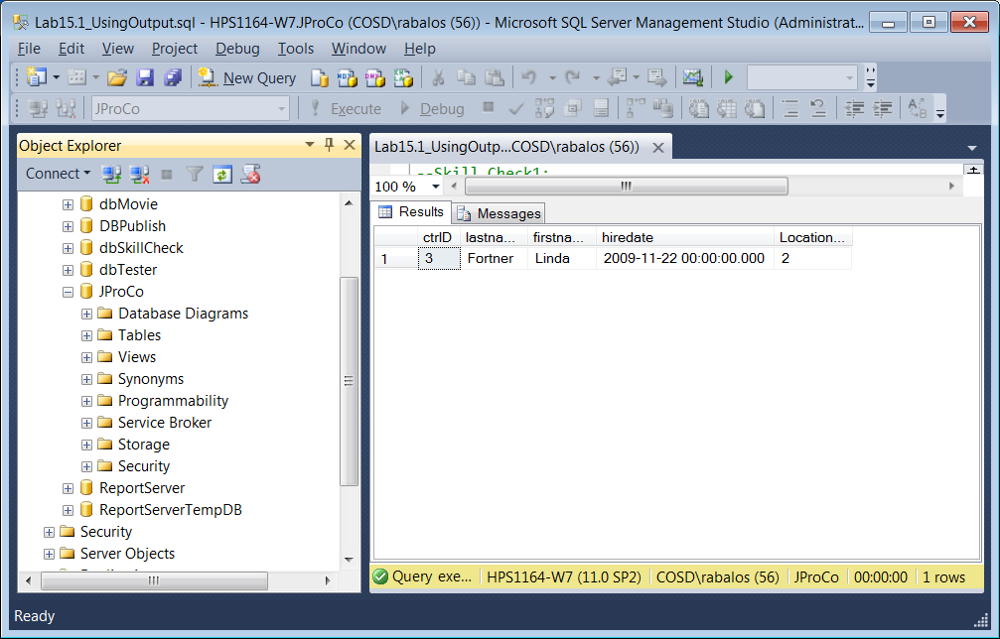 Lab15.1_UsingOutput.sql - HPS1164-W7.JProCo (COSD\rabalos (56)) - Microsoft SQL Server Management Studio (Administrat...
File Edit View Project Debug Tools Window Help
New Query
JProCo Execute Debug
Object Explorer
Connect
dbMovie
DBPublish
dbSkillCheck
dbTester
JProCo
Database Diagrams
Tables
Views
Synonyms
Programmability
Service Broker
Storage
Security
ReportServer
ReportServerTempDB
Security
Server Objects
Lab15.1_UsingOutp...COSD\rabalos (56))
--Skill Check1:
100 %
Results Messages
ctrID lastna... firstna... hiredate Location...
1 3 Fortner Linda 2009-11-22 00:00:00.000 2
Query exe... HPS1164-W7 (11.0 SP2) COSD\rabalos (56) JProCo 00:00:00 1 rows
Ready